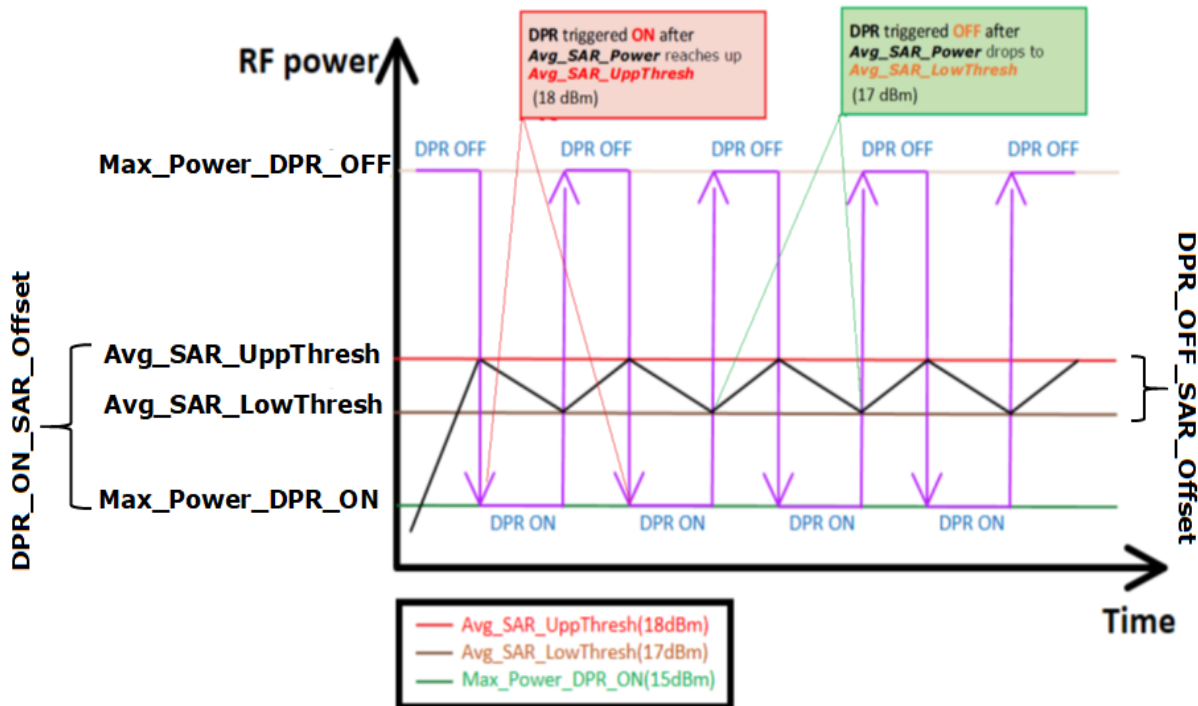 RF power
DPR triggered ON after
Avg_SAR_Power reaches up
Avg_SAR_UppThresh
(18 dBm)
DPR triggered OFF after
Avg_SAR_Power drops to
Avg_SAR_LowThresh
(17 dBm)
DPR OFF
DPR OFF
DPR OFF
DPR OFF
DPR OFF
Max_Power_DPR_OFF
DPR_ON_SAR_Offset
Avg_SAR_UppThresh
Avg_SAR_LowThresh
Max_Power_DPR_ON
DPR_OFF_SAR_Offset
DPR ON
DPR ON
DPR ON
DPR ON
Time
Avg_SAR_UppThresh(18dBm)
Avg_SAR_LowThresh(17dBm)
Max_Power_DPR_ON(15dBm)